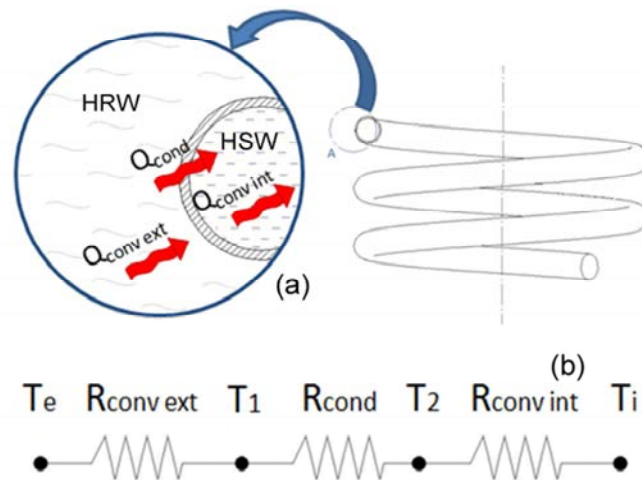 HRW
HSW
Qcond
Qconv int
Qconv ext
A
(a)
(b)
Te Rconv ext T1 Rcond T2 Rconv int Ti